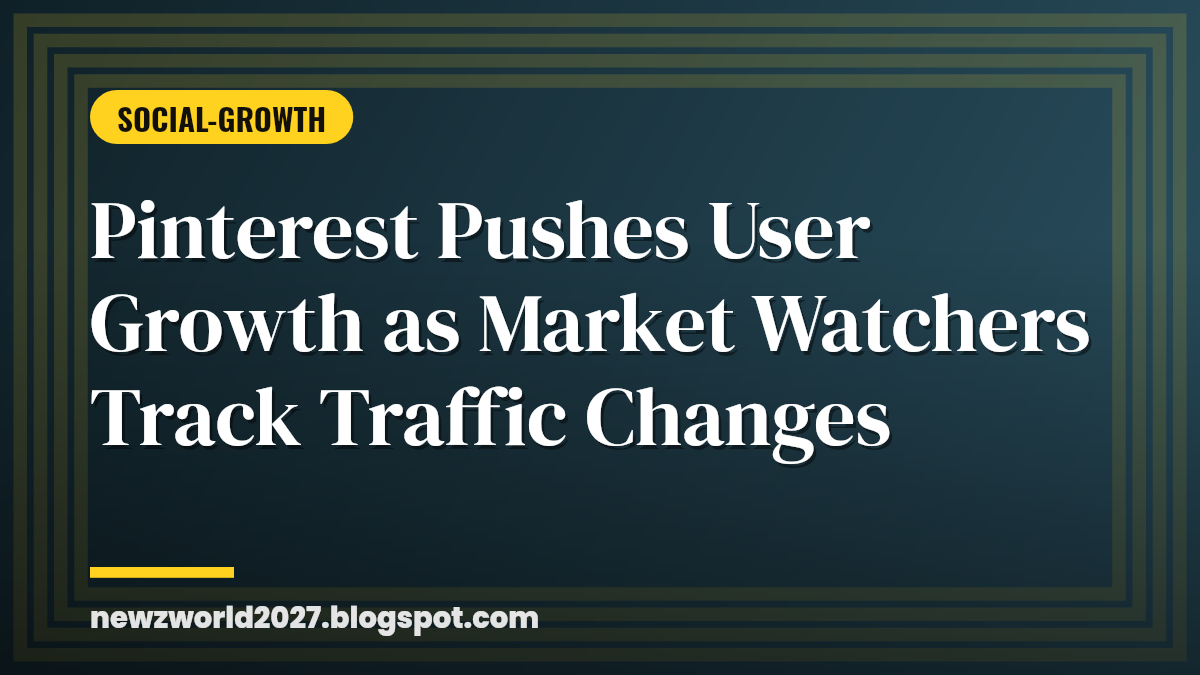 SOCIAL-GROWTH
Pinterest Pushes User
Growth as Market Watchers
Track Traffic Changes
newzworld2027.blogspot.com